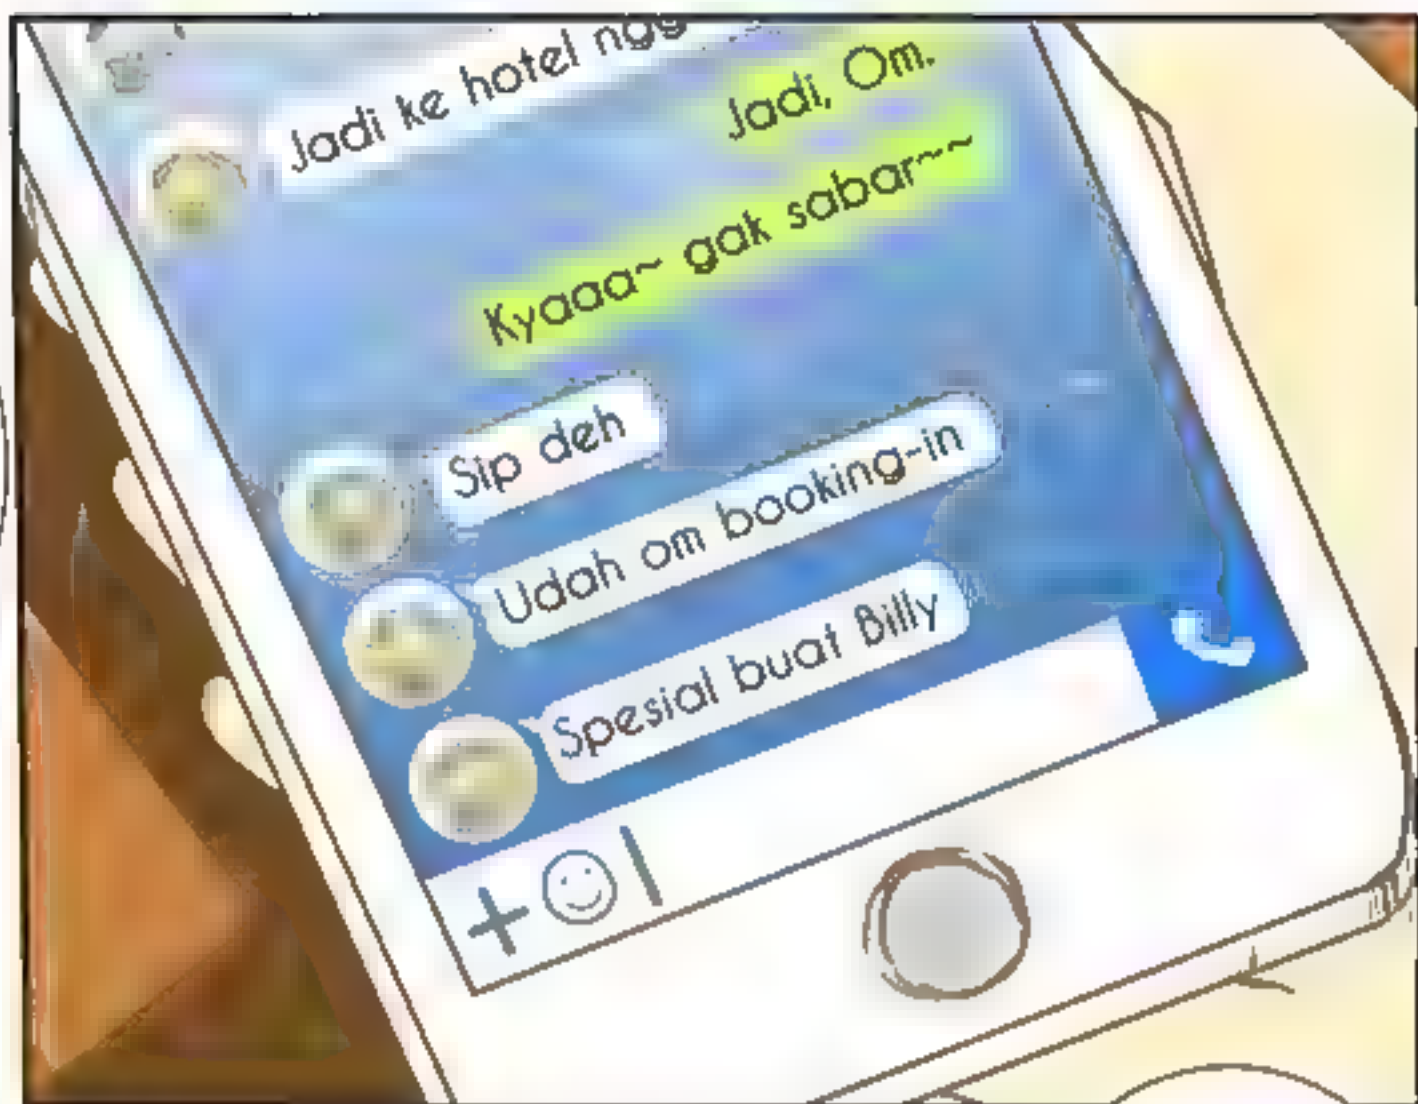 Jadi ke hotel
Jadi, Om.
Kyaaa~ gak sabar~~
Sip deh
Udah om booking-in
Spesial buat Billy